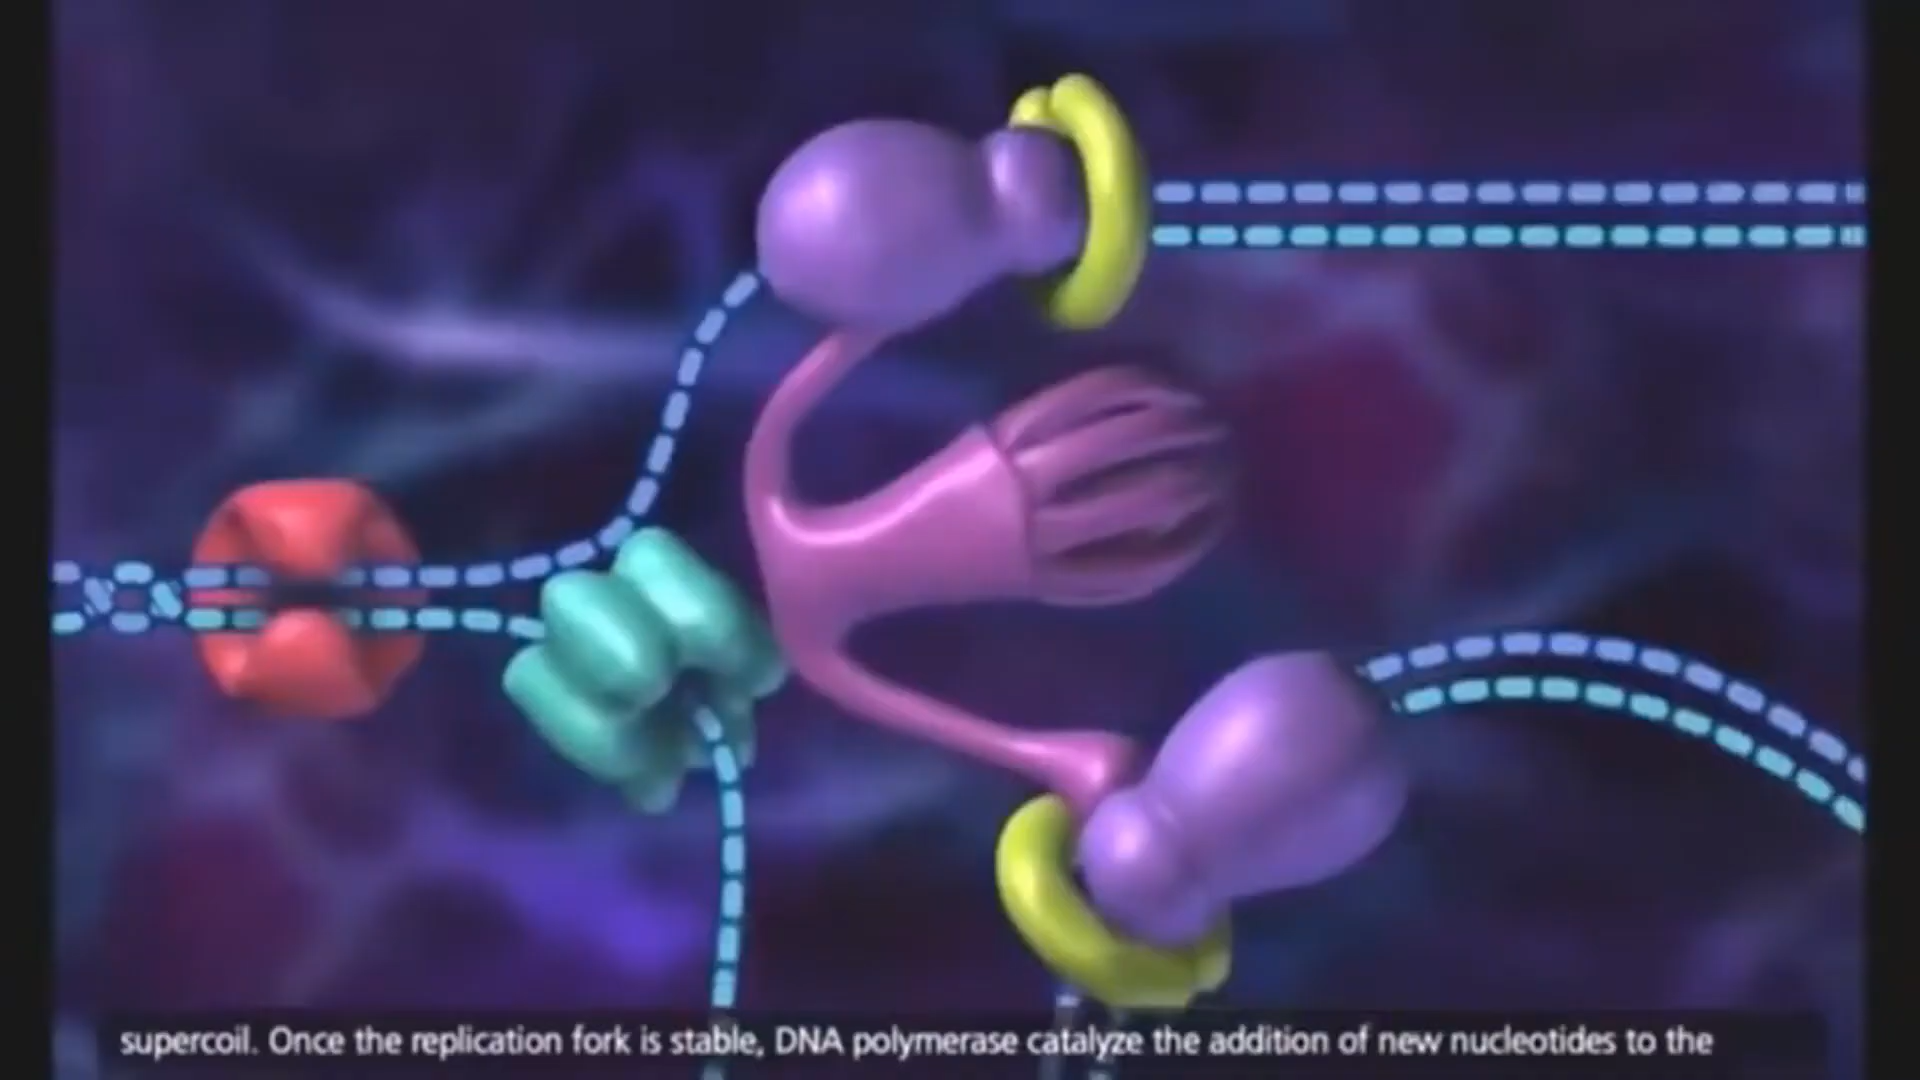 supercoil. Once the replication fork is stable, DNA polymerase catalyze the addition of new nucleotides to the